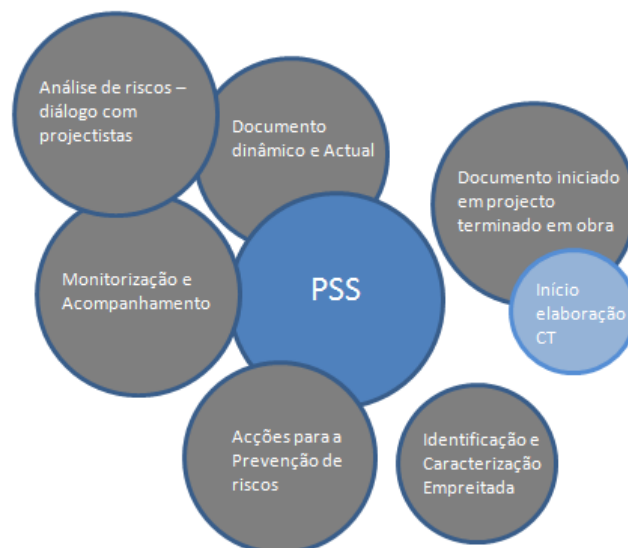 Análise de riscos –
diálogo com
projectistas
Documento
dinâmico e Actual
Documento iniciado
em projecto
terminado em obra
Monitorização e
Acompanhamento
PSS
Início
elaboração
CT
Acções para a
Prevenção de
riscos
Identificação e
Caracterização
Empreitada